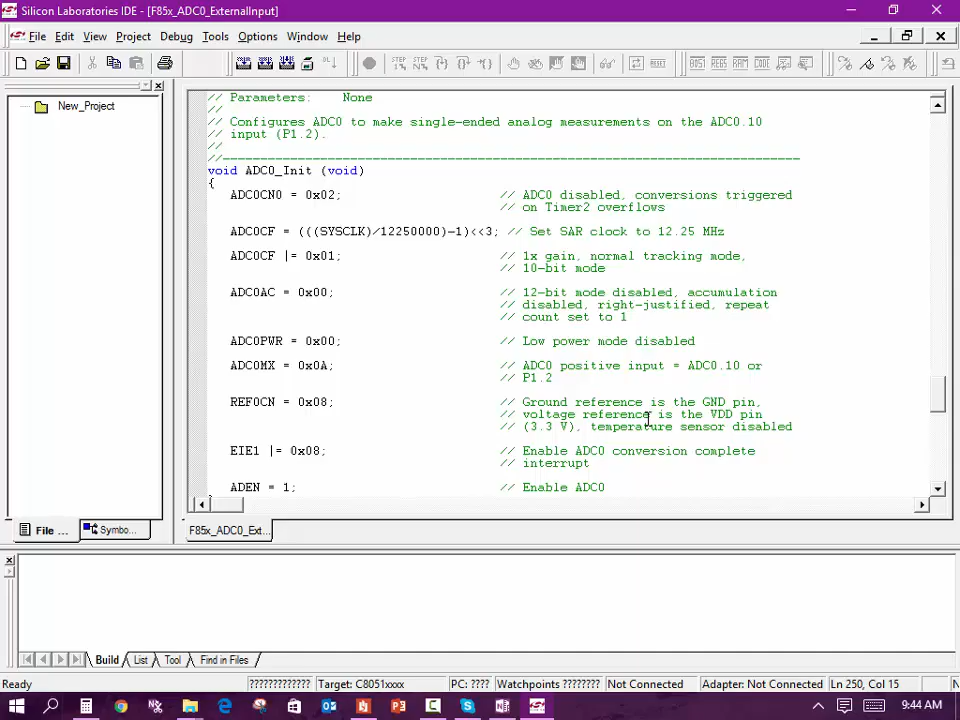 Silicon Laboratories IDE - [F85x_ADC0_ExternalInput]
File Edit View Project Debug Tools Options Window Help
New_Project
// Parameters: None
//
// Configures ADC0 to make single-ended analog measurements on the ADC0.10
// input (P1.2).
//
//-----------------------------------------------------------------------------
void ADC0_Init (void)
{
ADC0CN0 = 0x02; // ADC0 disabled, conversions triggered
// on Timer2 overflows
ADC0CF = (((SYSCLK)/12250000)-1)<<3; // Set SAR clock to 12.25 MHz
ADC0CF |= 0x01; // 1x gain, normal tracking mode,
// 10-bit mode
ADC0AC = 0x00; // 12-bit mode disabled, accumulation
// disabled, right-justified, repeat
// count set to 1
ADC0PWR = 0x00; // Low power mode disabled
ADC0MX = 0x0A; // ADC0 positive input = ADC0.10 or
// P1.2
REF0CN = 0x08; // Ground reference is the GND pin,
// voltage reference is the VDD pin
// (3.3 V), temperature sensor disabled
EIE1 |= 0x08; // Enable ADC0 conversion complete
// interrupt
ADEN = 1; // Enable ADC0
File ... Symbo... F85x_ADC0_Ext...
Build List Tool Find in Files
Ready ???????????? Target: C8051xxxx PC: ???? Watchpoints ???????? Not Connected Adapter: Not Connected Ln 250, Col 15
9:44 AM